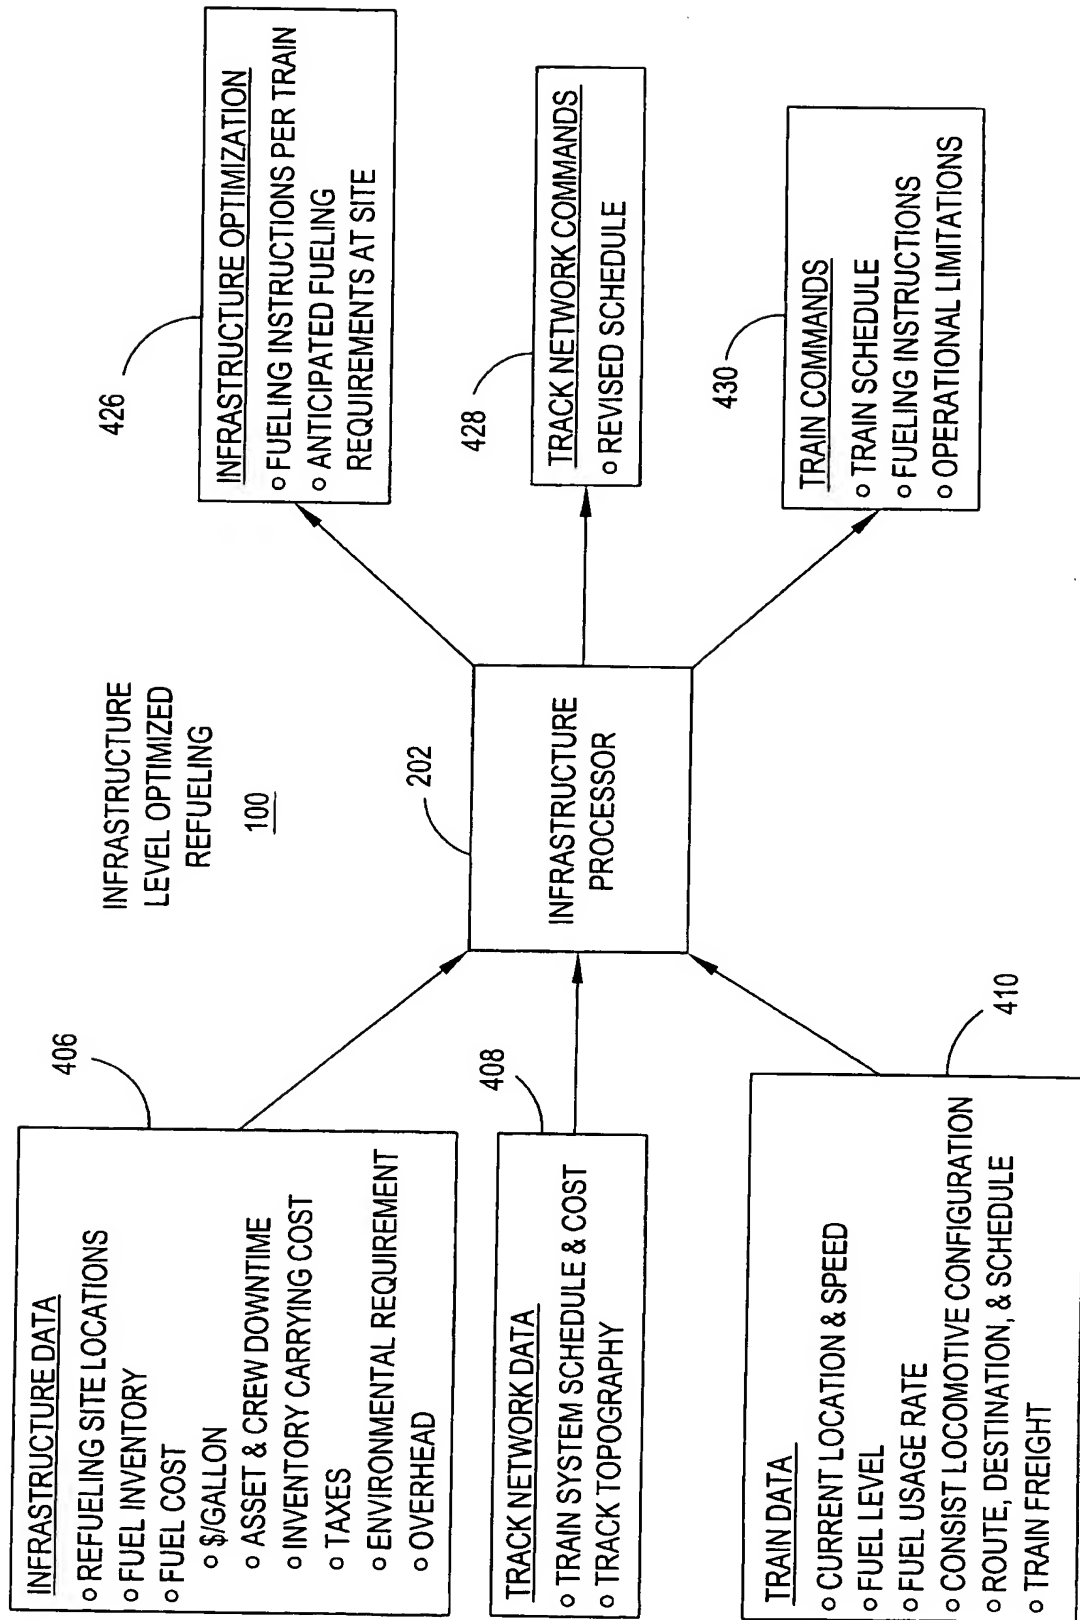 INFRASTRUCTURE
LEVEL OPTIMIZED
REFUELING
100
406
INFRASTRUCTURE DATA
o REFUELING SITE LOCATIONS
o FUEL INVENTORY
o FUEL COST
o $/GALLON
o ASSET & CREW DOWNTIME
o INVENTORY CARRYING COST
o TAXES
o ENVIRONMENTAL REQUIREMENT
o OVERHEAD
408
TRACK NETWORK DATA
o TRAIN SYSTEM SCHEDULE & COST
o TRACK TOPOGRAPHY
410
TRAIN DATA
o CURRENT LOCATION & SPEED
o FUEL LEVEL
o FUEL USAGE RATE
o CONSIST LOCOMOTIVE CONFIGURATION
o ROUTE, DESTINATION, & SCHEDULE
o TRAIN FREIGHT
202
INFRASTRUCTURE
PROCESSOR
426
INFRASTRUCTURE OPTIMIZATION
o FUELING INSTRUCTIONS PER TRAIN
o ANTICIPATED FUELING
REQUIREMENTS AT SITE
428
TRACK NETWORK COMMANDS
o REVISED SCHEDULE
430
TRAIN COMMANDS
o TRAIN SCHEDULE
o FUELING INSTRUCTIONS
o OPERATIONAL LIMITATIONS